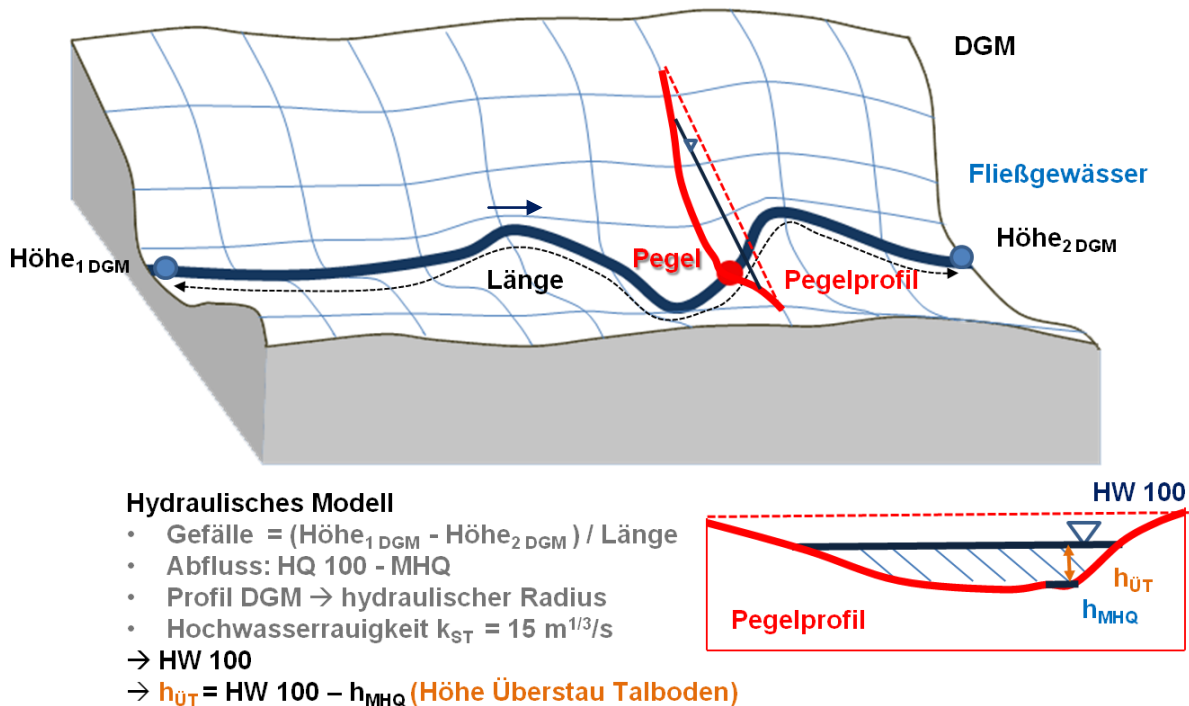 DGM
Fließgewässer
Höhe1 DGM
Länge
Pegel
Pegelprofil
Höhe2 DGM
Hydraulisches Modell
• Gefälle = (Höhe1 DGM - Höhe2 DGM) / Länge
• Abfluss: HQ 100 - MHQ
• Profil DGM → hydraulischer Radius
• Hochwasserrauigkeit kST = 15 m1/3/s
→ HW 100
→ hÜT = HW 100 – hMHQ (Höhe Überstau Talboden)
HW 100
hÜT
hMHQ
Pegelprofil